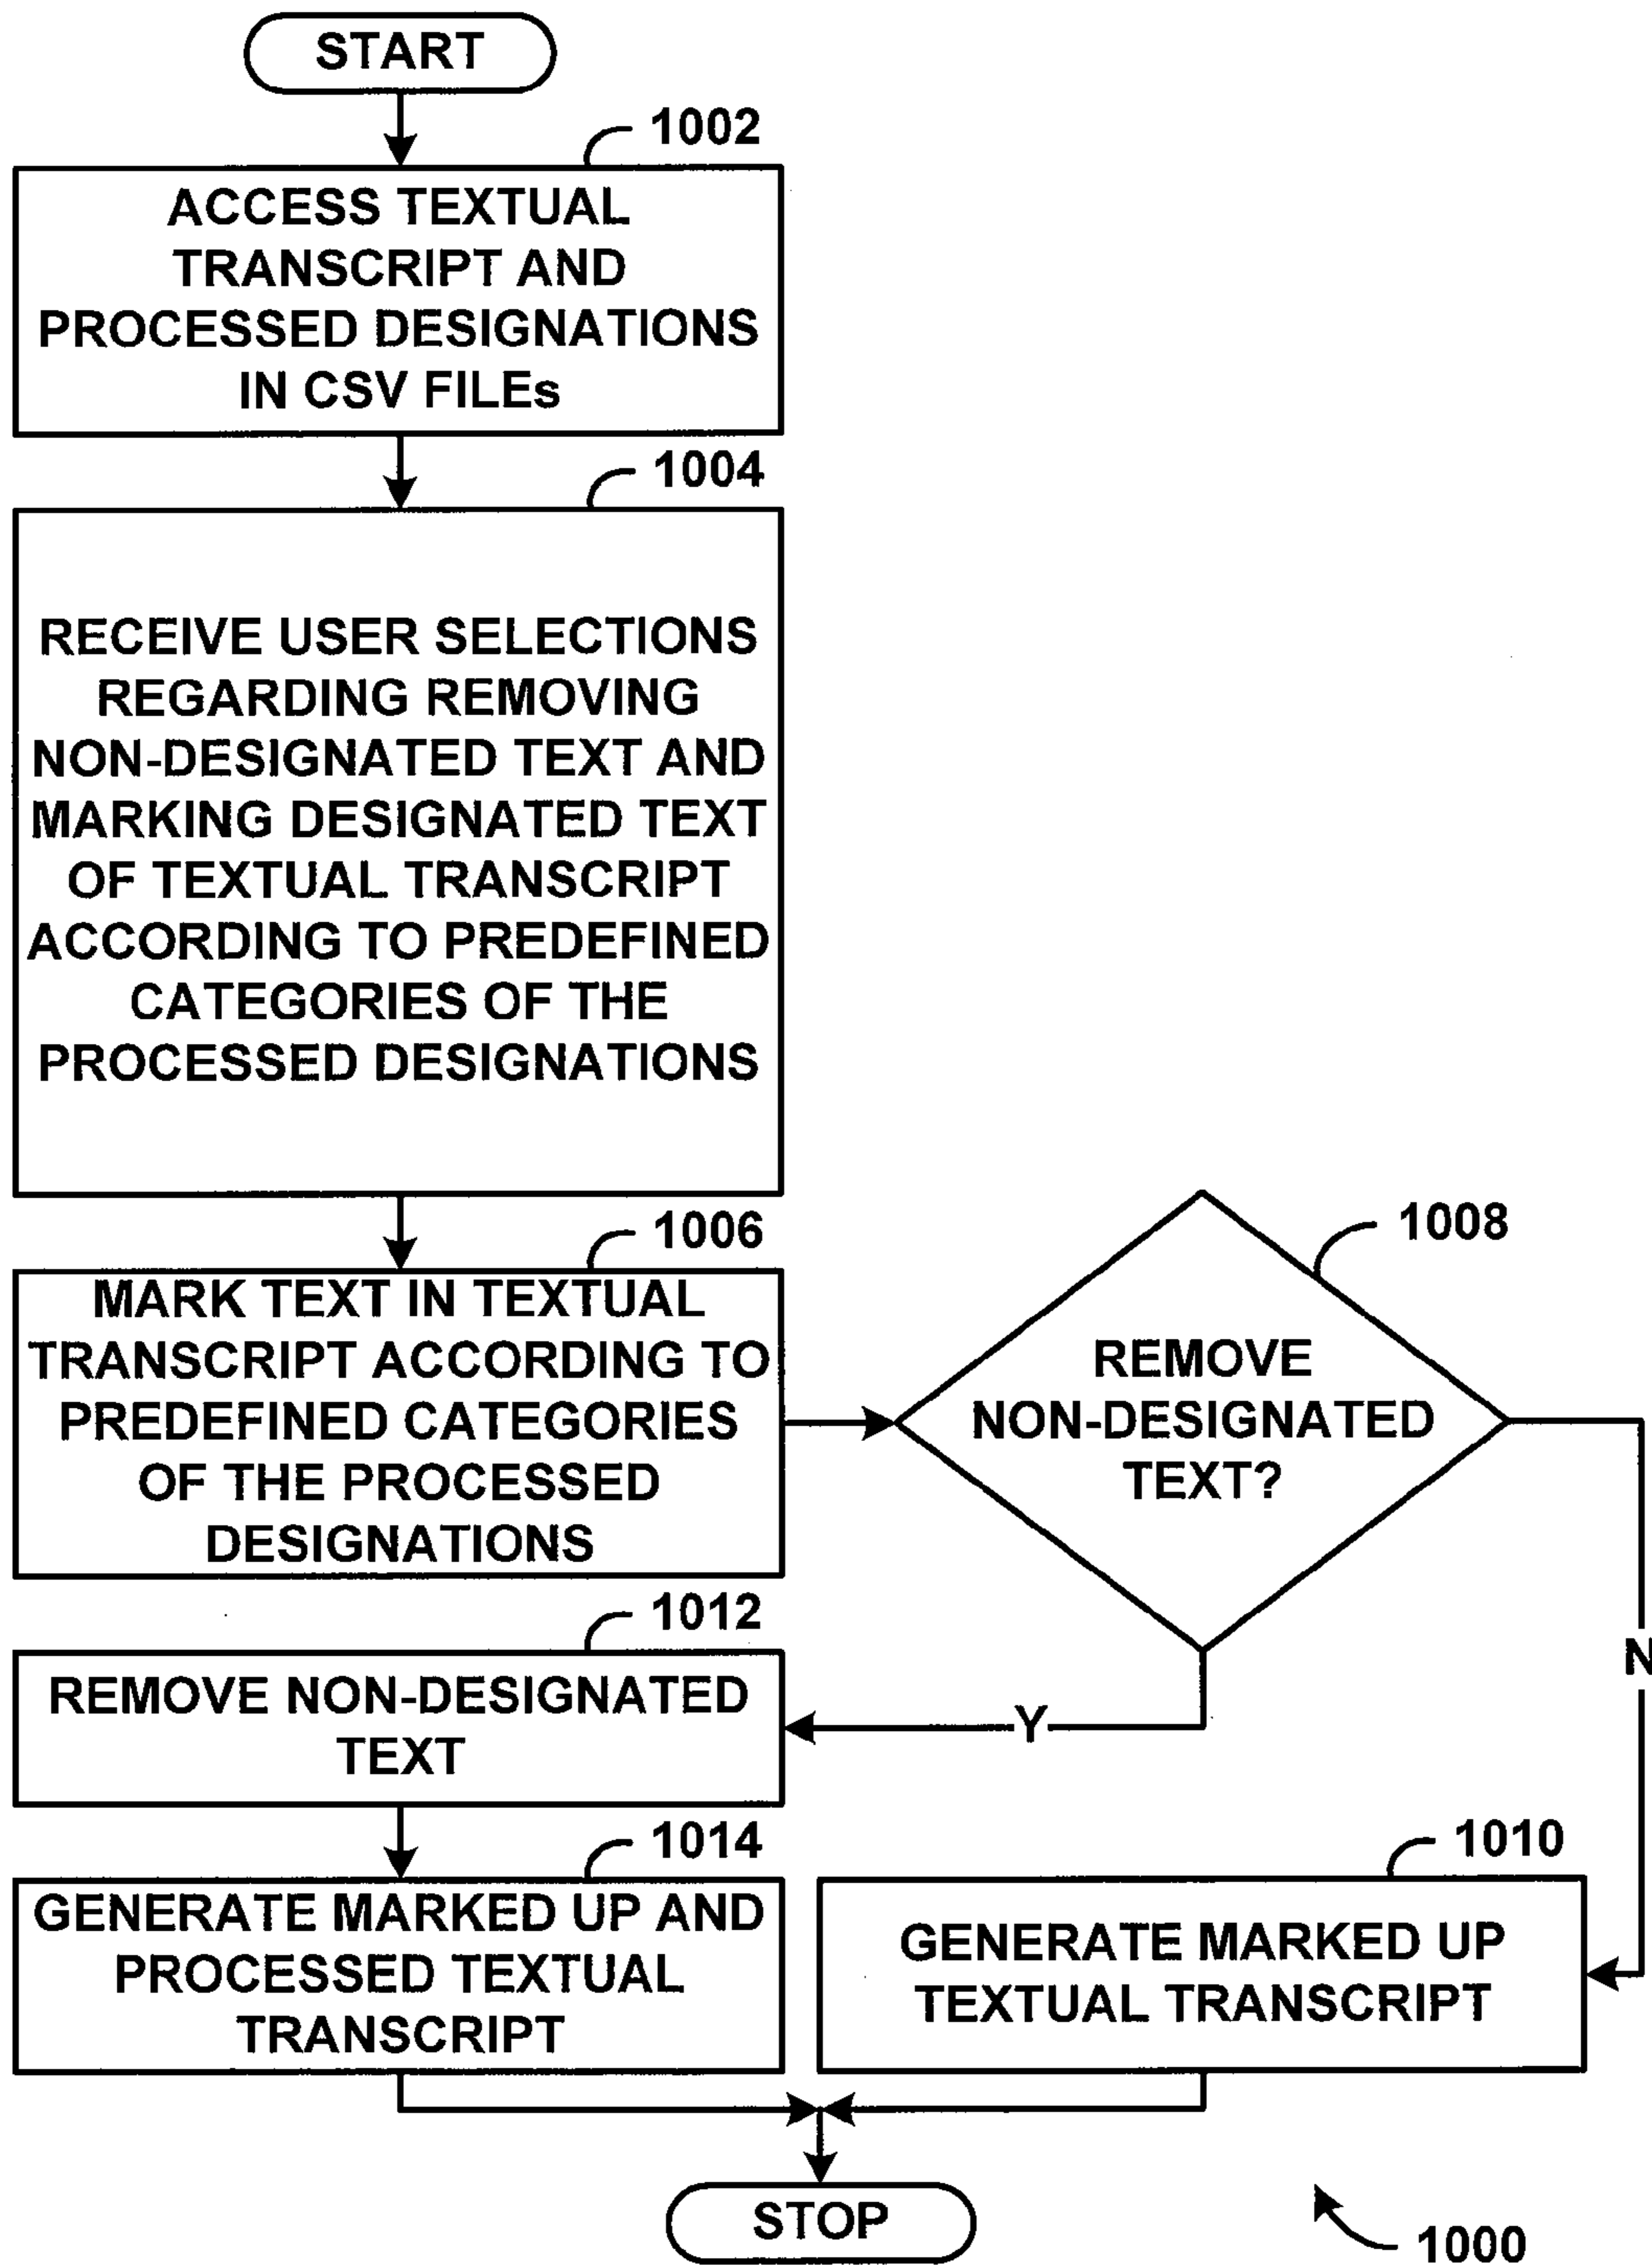 START
1002
ACCESS TEXTUAL
TRANSCRIPT AND
PROCESSED DESIGNATIONS
IN CSV FILEs
1004
RECEIVE USER SELECTIONS
REGARDING REMOVING
NON-DESIGNATED TEXT AND
MARKING DESIGNATED TEXT
OF TEXTUAL TRANSCRIPT
ACCORDING TO PREDEFINED
CATEGORIES OF THE
PROCESSED DESIGNATIONS
1006
MARK TEXT IN TEXTUAL
TRANSCRIPT ACCORDING TO
PREDEFINED CATEGORIES
OF THE PROCESSED
DESIGNATIONS
1008
REMOVE
NON-DESIGNATED
TEXT?
N
Y
1012
REMOVE NON-DESIGNATED
TEXT
1014
GENERATE MARKED UP AND
PROCESSED TEXTUAL
TRANSCRIPT
1010
GENERATE MARKED UP
TEXTUAL TRANSCRIPT
STOP
1000